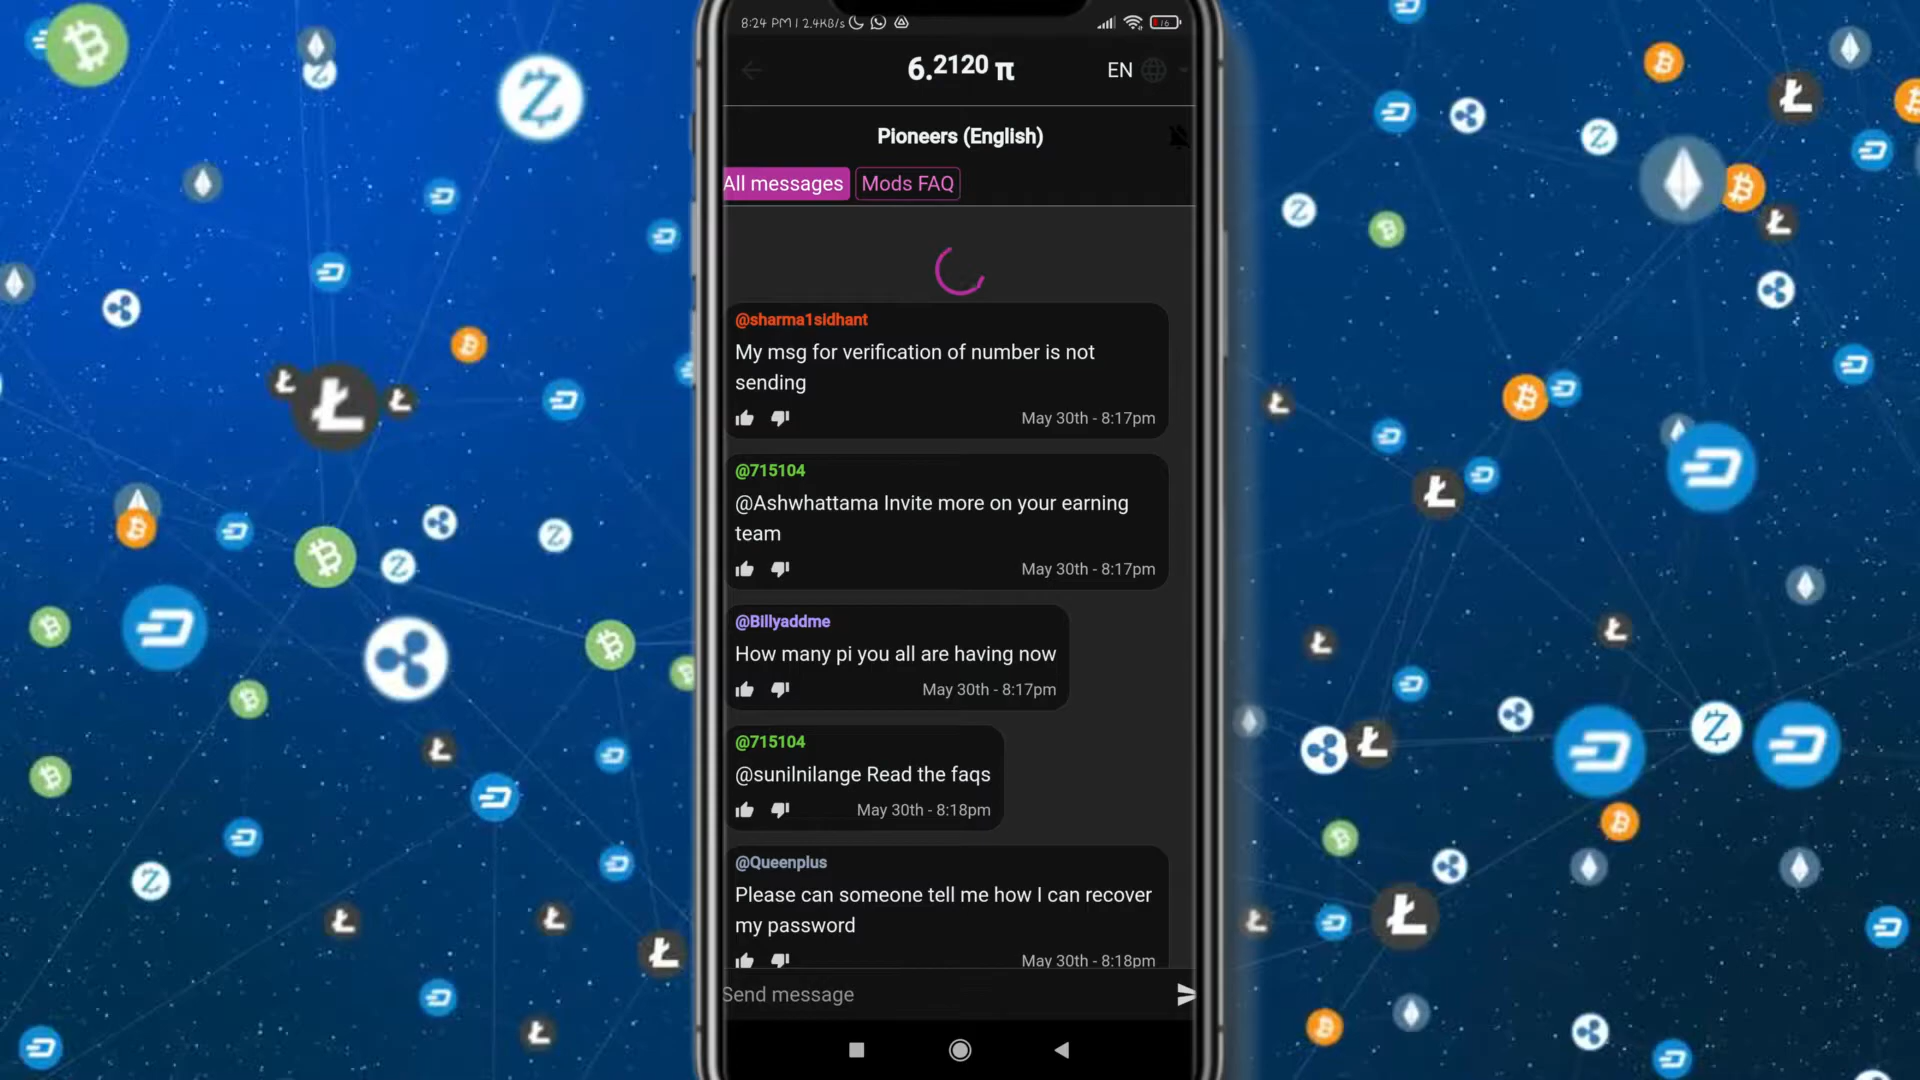 8:24 PM | 2.4KB/s
16
6.2120 π
EN
Pioneers (English)
All messages
Mods FAQ
@sharma1sidhant
My msg for verification of number is not
sending
May 30th - 8:17pm
@715104
@Ashwhattama Invite more on your earning
team
May 30th - 8:17pm
@Billyaddme
How many pi you all are having now
May 30th - 8:17pm
@715104
@sunilnilange Read the faqs
May 30th - 8:18pm
@Queenplus
Please can someone tell me how I can recover
my password
May 30th - 8:18pm
Send message